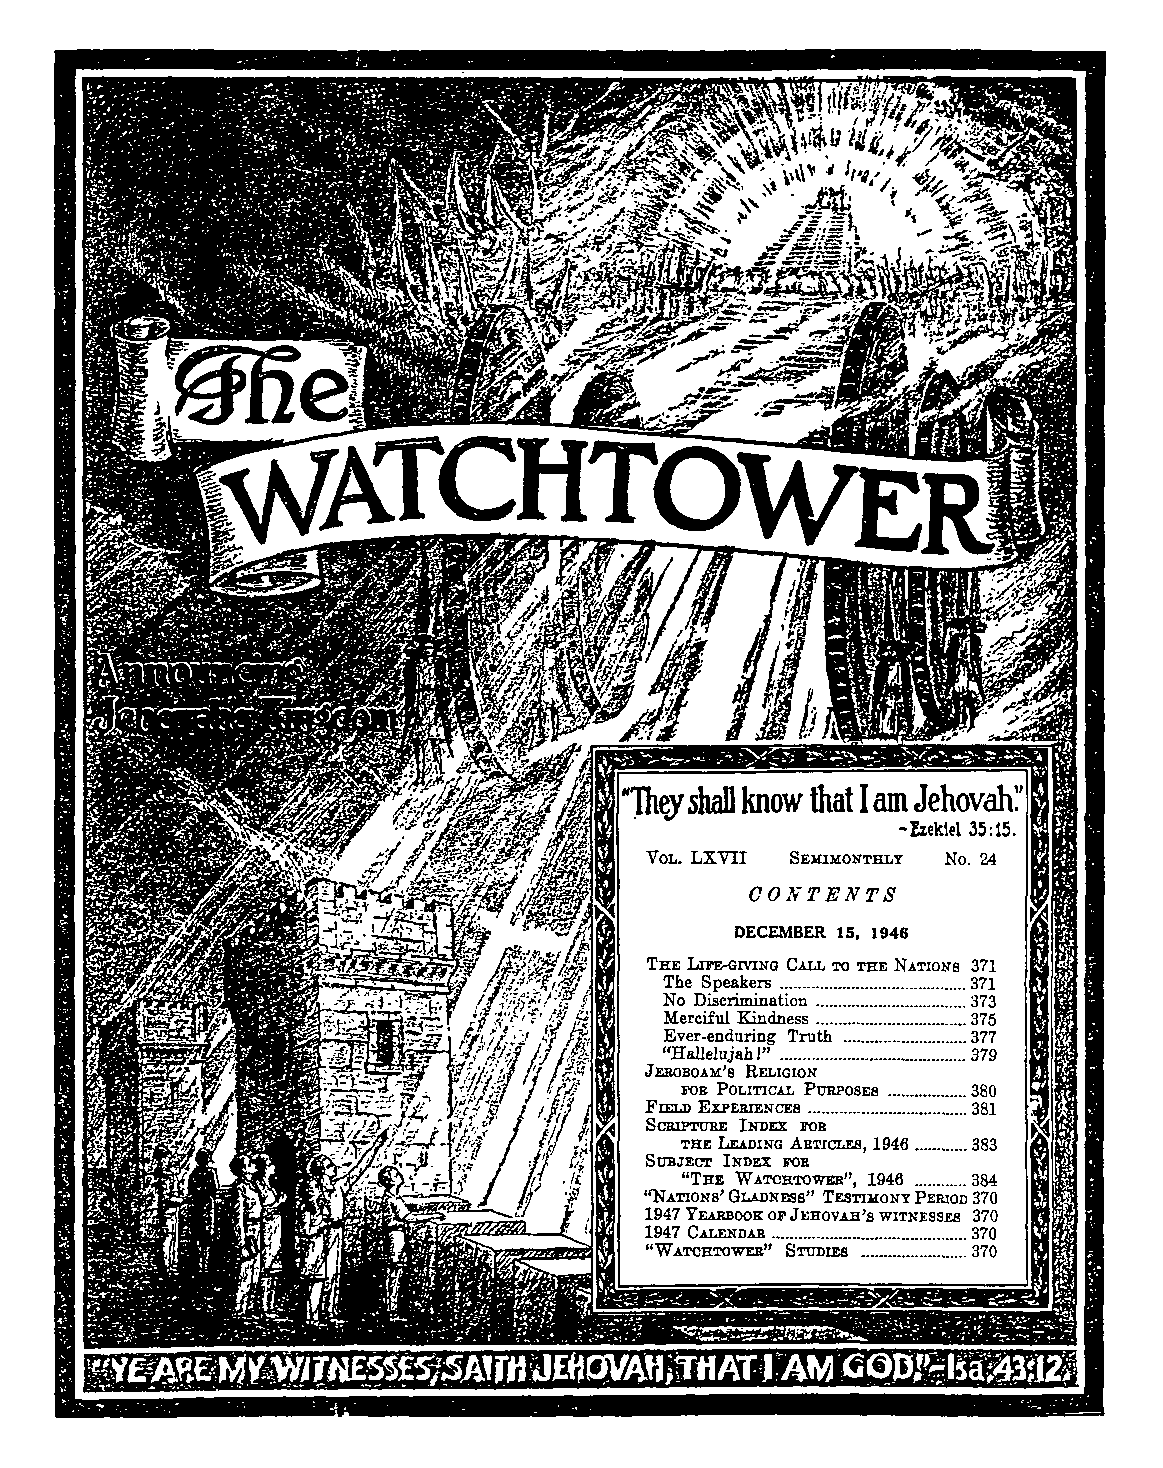 The
WATCHTOWER
Announcing
Jehovah's Kingdom
"They shall know that I am Jehovah."
-Ezekiel 35:15.
VOL. LXVII SEMIMONTHLY No. 24
CONTENTS
DECEMBER 15, 1946
THE LIFE-GIVING CALL TO THE NATIONS 371
The Speakers ........ 371
No Discrimination ........ 373
Merciful Kindness ........ 375
Ever-enduring Truth ........ 377
"Hallelujah!" ........ 379
JEROBOAM'S RELIGION
FOR POLITICAL PURPOSES ........ 380
FIELD EXPERIENCES ........ 381
SCRIPTURE INDEX FOR
THE LEADING ARTICLES, 1946 ........ 383
SUBJECT INDEX FOR
"THE WATCHTOWER", 1946 ........ 384
"NATIONS' GLADNESS" TESTIMONY PERIOD 370
1947 YEARBOOK OF JEHOVAH'S WITNESSES 370
1947 CALENDAR ........ 370
"WATCHTOWER" STUDIES ........ 370
"YE ARE MY WITNESSES, SAITH JEHOVAH, THAT I AM GOD."-Isa. 43:12.